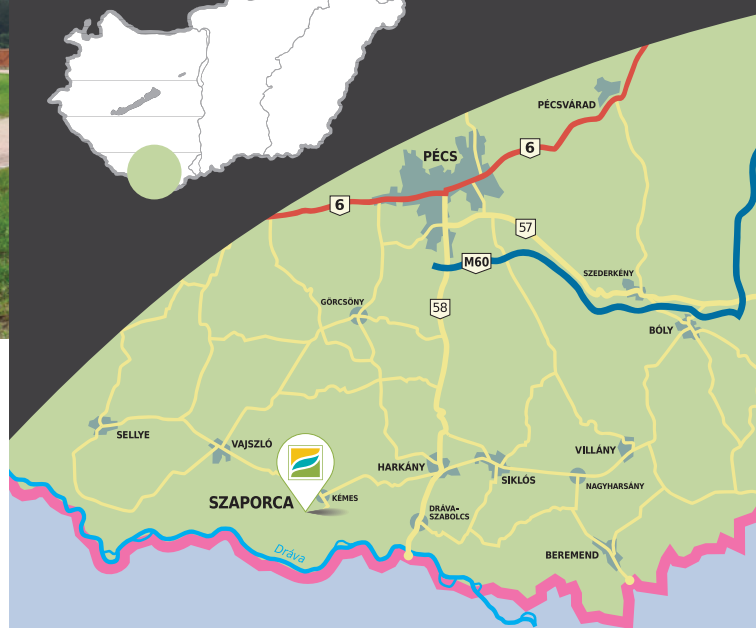 PÉCSVÁRAD
6
PÉCS
6
57
M60
SZEDERKÉNY
GÖRCSÖNY
58
BÓLY
SELLYE
VAJSZLÓ
VILLÁNY
HARKÁNY
SIKLÓS
NAGYHARSÁNY
SZAPORCA
KÉMES
DRÁVA-
SZABOLCS
Dráva
BEREMEND